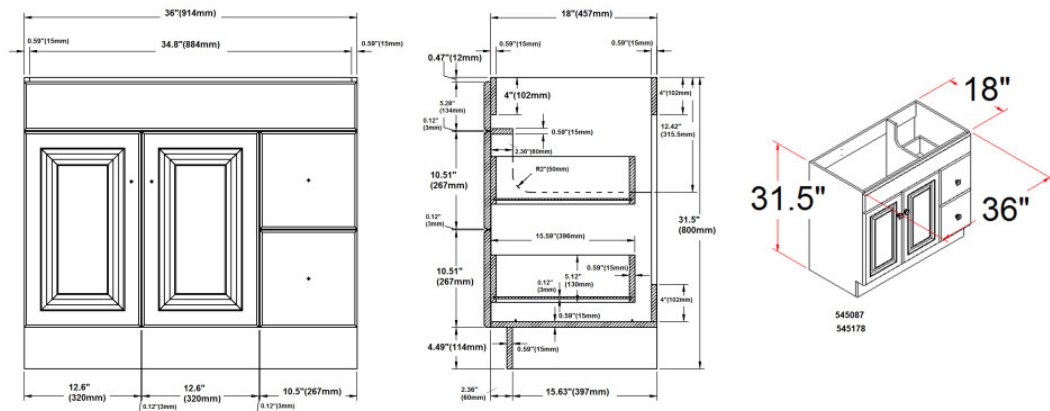 36"(914mm)
0.59"(15mm)
34.8"(884mm)
0.59"(15mm)
12.6"
(320mm)
12.6"
(320mm)
10.5"(267mm)
0.12"(3mm)
0.12"(3mm)
18"(457mm)
0.59"(15mm)
0.59"(15mm)
0.47"(12mm)
4"(102mm)
4"(102mm)
5.28"
(134mm)
0.12"
(3mm)
0.59"(15mm)
12.42"
(315.5mm)
2.36"(60mm)
R2"(50mm)
10.51"
(267mm)
31.5"
(800mm)
0.12"
(3mm)
15.59"(396mm)
10.51"
(267mm)
0.59"(15mm)
5.12"
(130mm)
0.12"
(3mm)
4"(102mm)
0.59"(15mm)
4.49"(114mm)
0.59"(15mm)
2.36"
(60mm)
15.63"(397mm)
18"
31.5"
36"
545087
545178